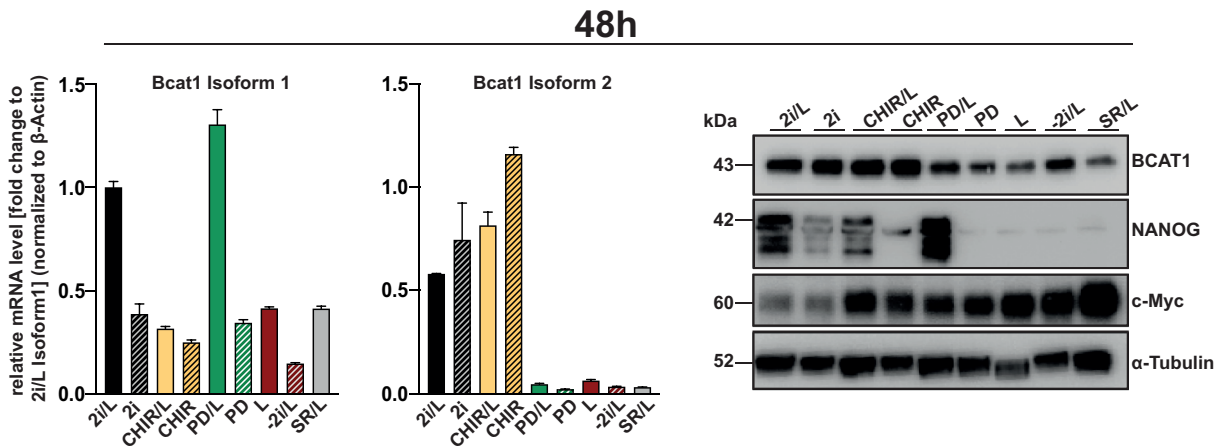 48h
relative mRNA level [fold change to
2i/L Isoform1] (normalized to β-Actin)
Bcat1 Isoform 1
1.5
1.0
0.5
0.0
2i/L 2i CHIR/L CHIR PD/L PD L -2i/L SR/L
Bcat1 Isoform 2
1.5
1.0
0.5
0.0
2i/L 2i CHIR/L CHIR PD/L PD L -2i/L SR/L
kDa 2i/L 2i CHIR/L CHIR PD/L PD L -2i/L SR/L
43 BCAT1
42 NANOG
60 c-Myc
52 α-Tubulin